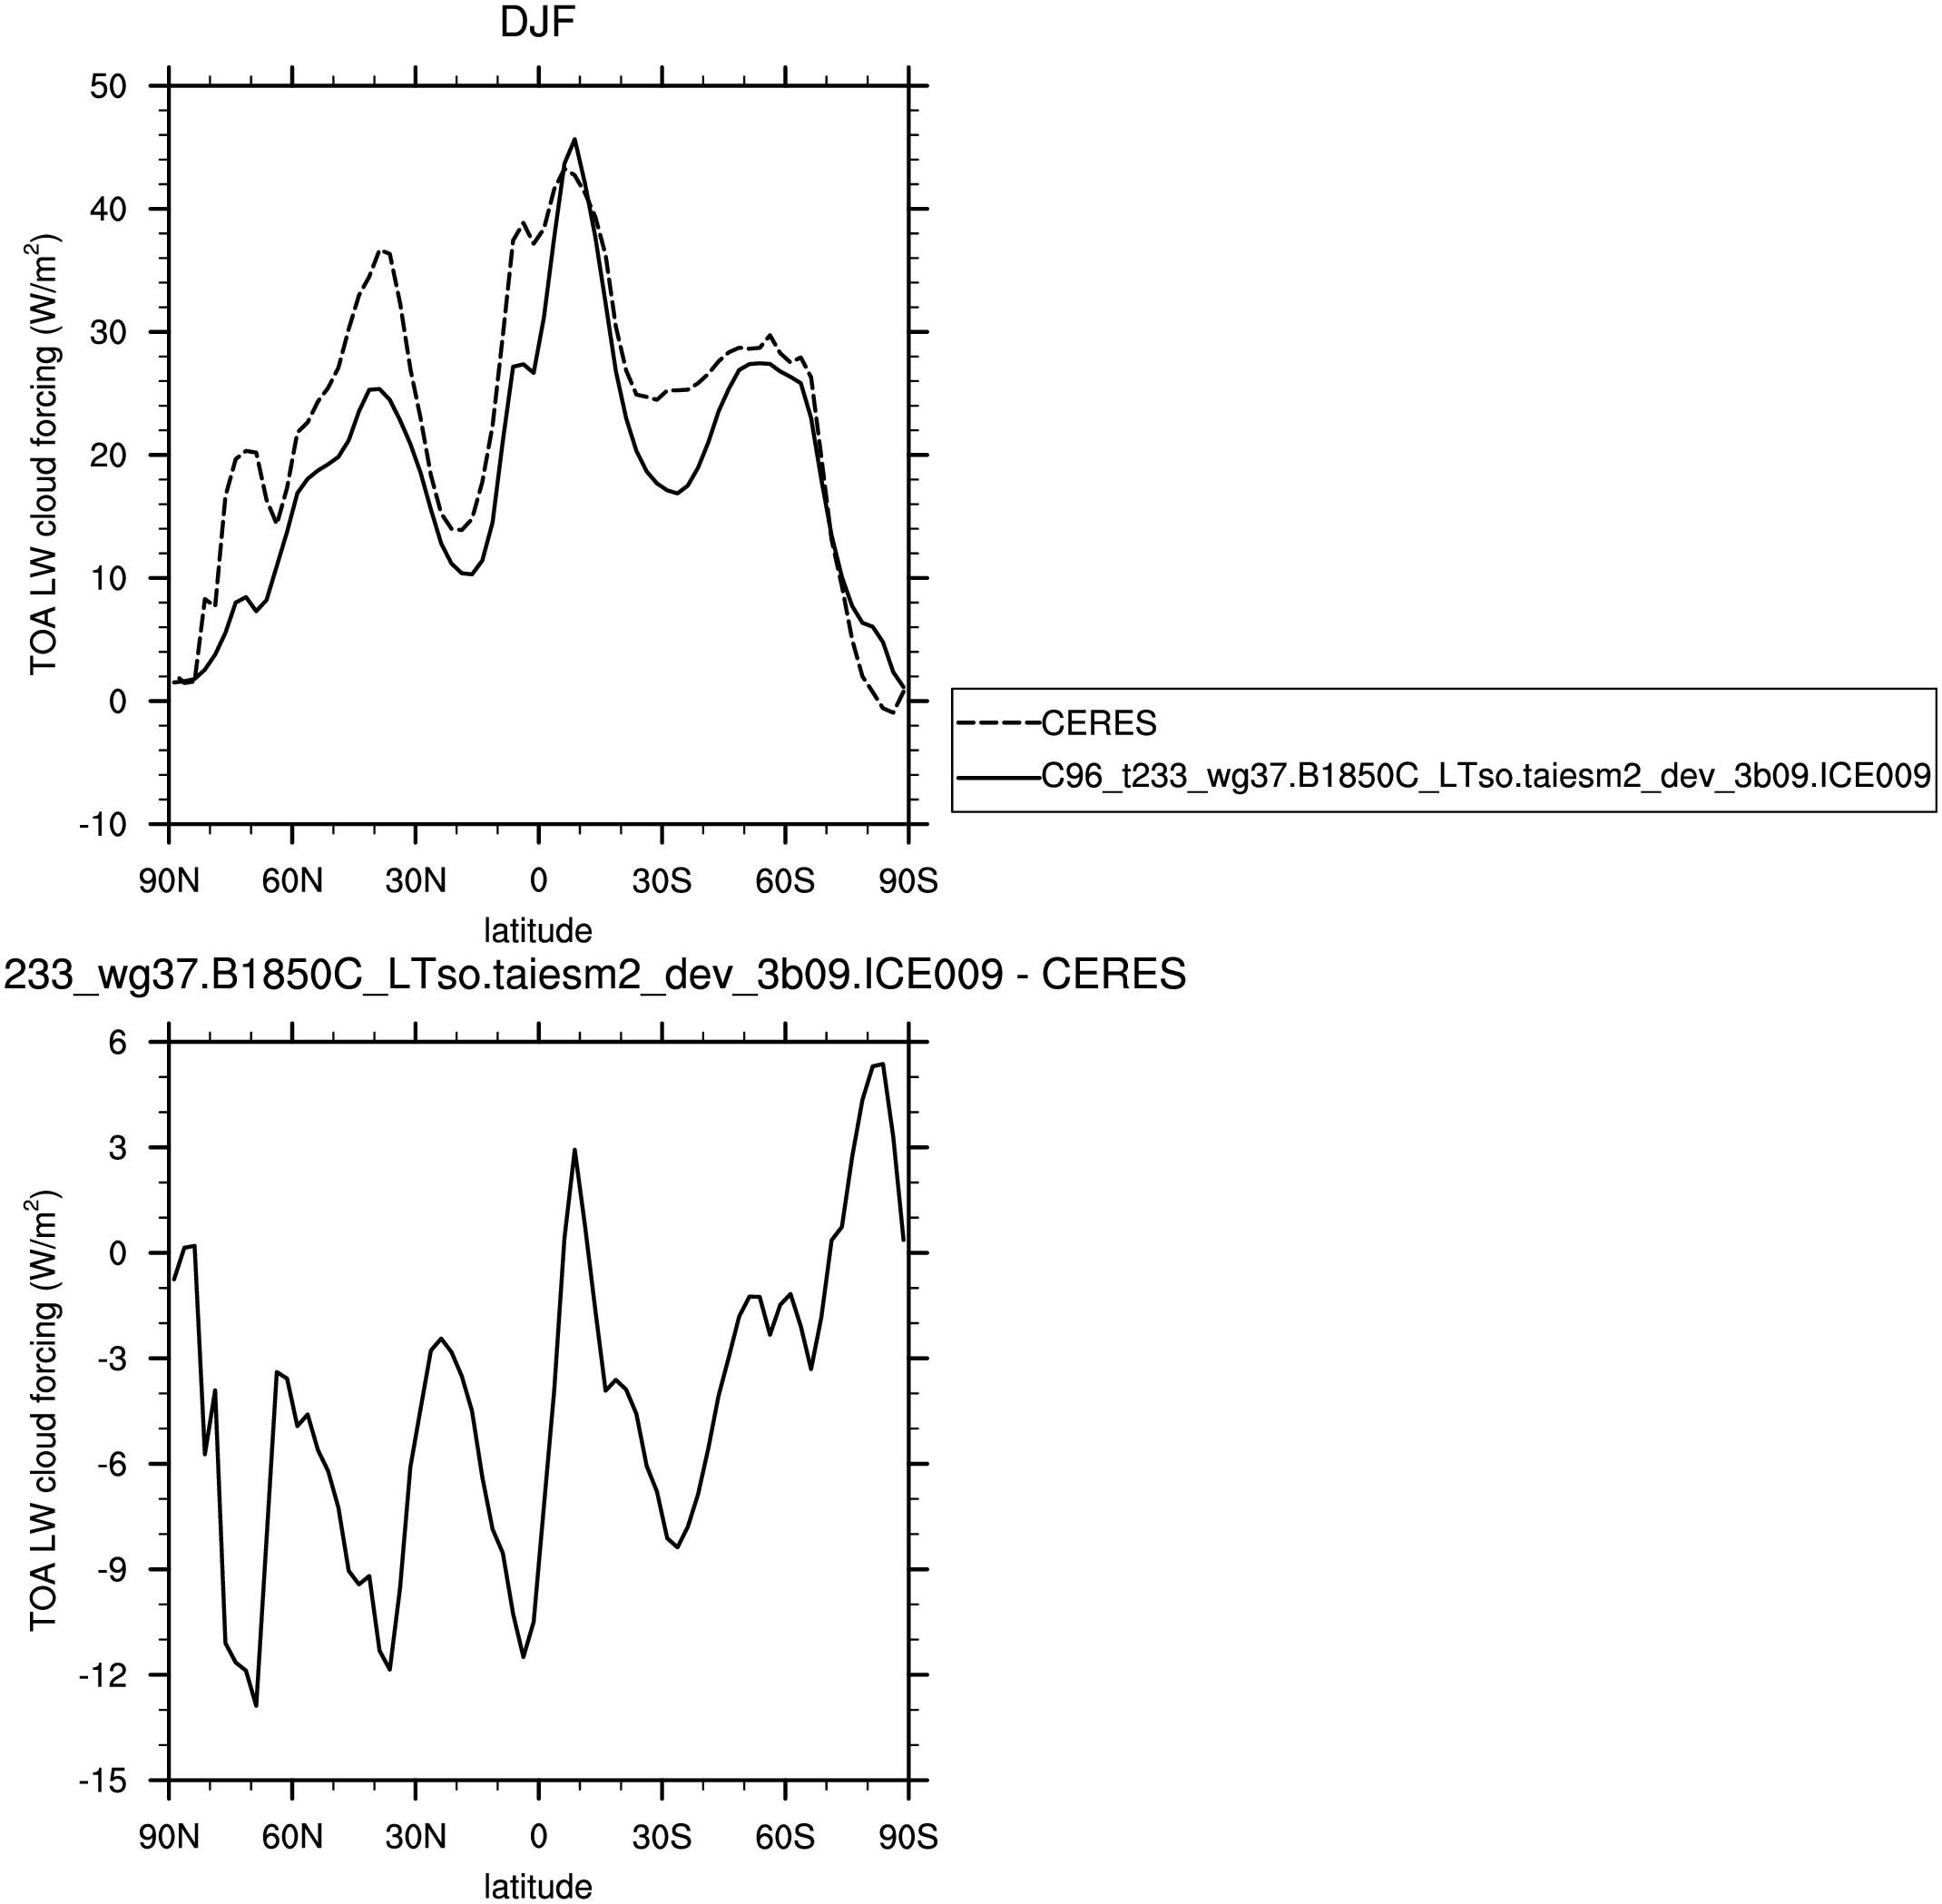 DJF
50
40
30
20
10
0
-10
TOA LW cloud forcing (W/m²)
90N 60N 30N 0 30S 60S 90S
latitude
CERES
C96_t233_wg37.B1850C_LTso.taiesm2_dev_3b09.ICE009
233_wg37.B1850C_LTso.taiesm2_dev_3b09.ICE009 - CERES
6
3
0
-3
-6
-9
-12
-15
TOA LW cloud forcing (W/m²)
90N 60N 30N 0 30S 60S 90S
latitude